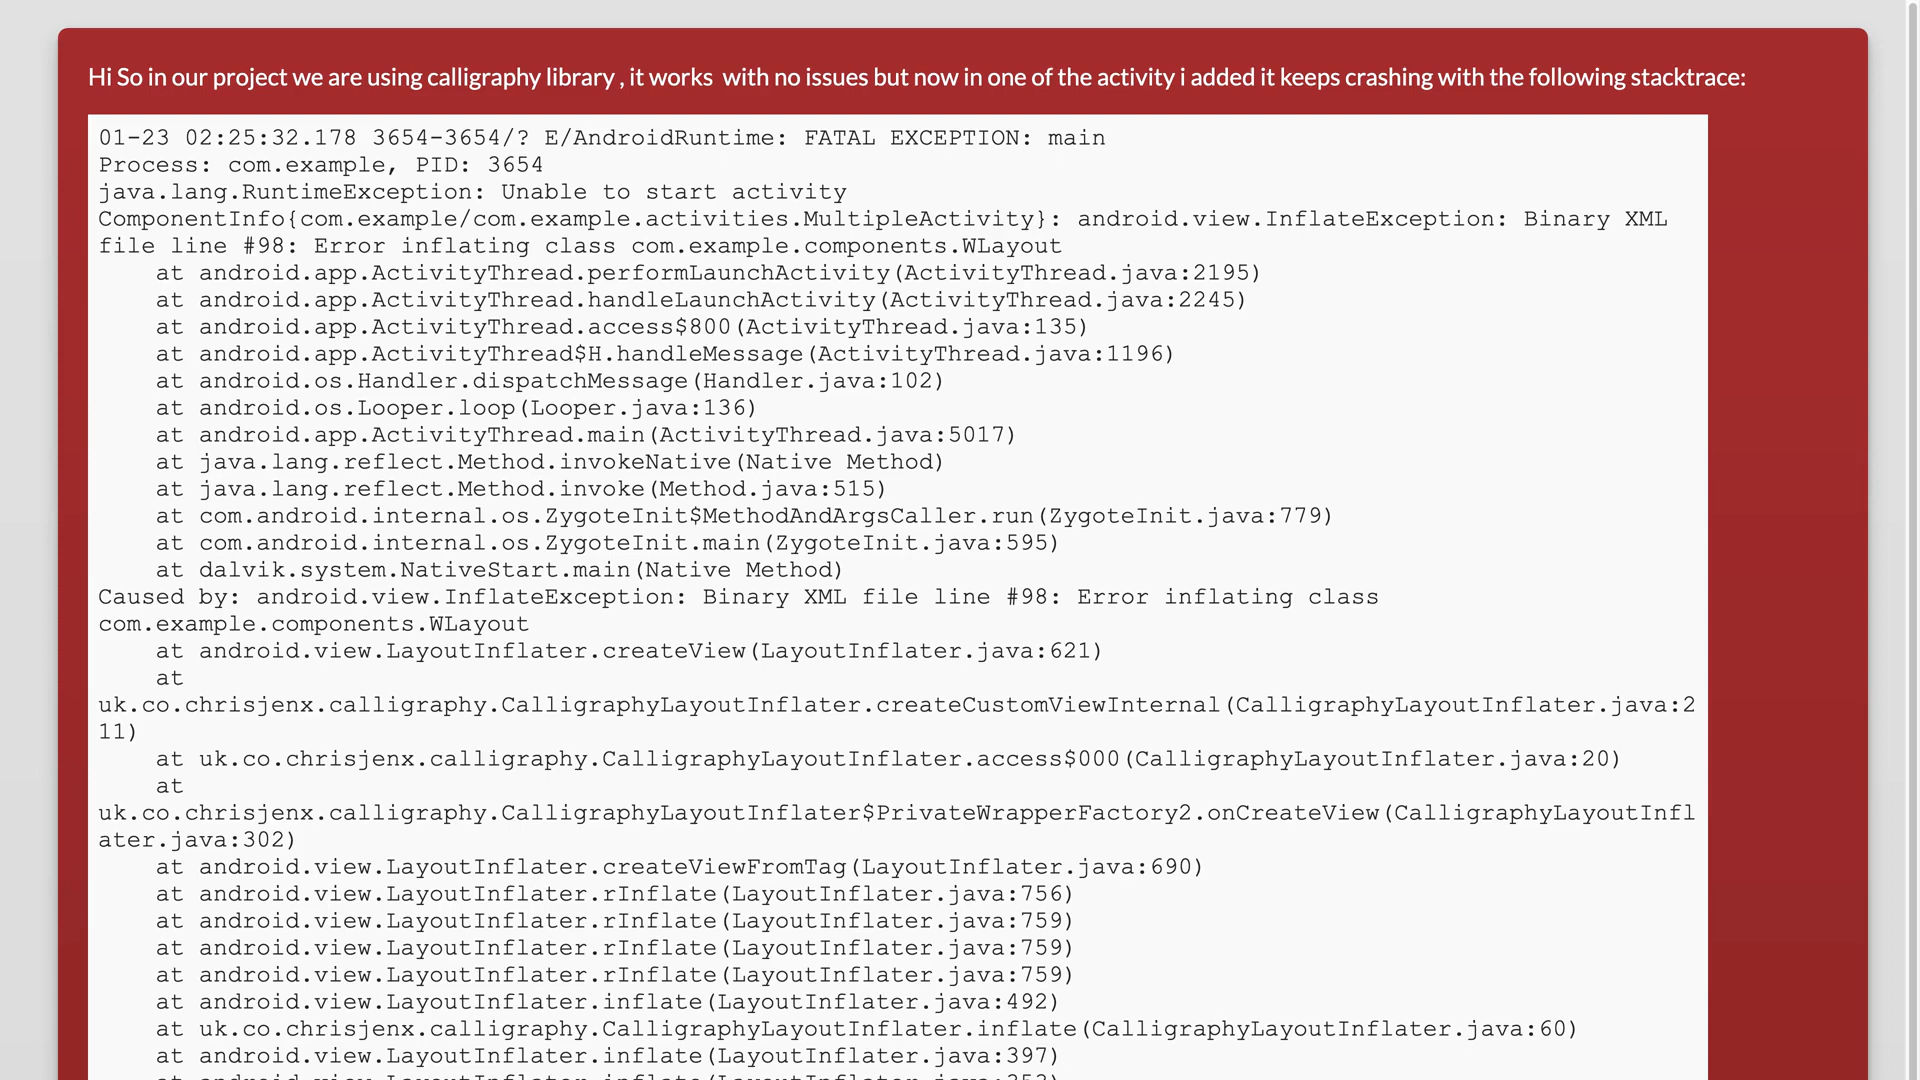 Hi So in our project we are using calligraphy library , it works  with no issues but now in one of the activity i added it keeps crashing with the following stacktrace:
01-23 02:25:32.178 3654-3654/? E/AndroidRuntime: FATAL EXCEPTION: main
Process: com.example, PID: 3654
java.lang.RuntimeException: Unable to start activity
ComponentInfo{com.example/com.example.activities.MultipleActivity}: android.view.InflateException: Binary XML
file line #98: Error inflating class com.example.components.WLayout
    at android.app.ActivityThread.performLaunchActivity(ActivityThread.java:2195)
    at android.app.ActivityThread.handleLaunchActivity(ActivityThread.java:2245)
    at android.app.ActivityThread.access$800(ActivityThread.java:135)
    at android.app.ActivityThread$H.handleMessage(ActivityThread.java:1196)
    at android.os.Handler.dispatchMessage(Handler.java:102)
    at android.os.Looper.loop(Looper.java:136)
    at android.app.ActivityThread.main(ActivityThread.java:5017)
    at java.lang.reflect.Method.invokeNative(Native Method)
    at java.lang.reflect.Method.invoke(Method.java:515)
    at com.android.internal.os.ZygoteInit$MethodAndArgsCaller.run(ZygoteInit.java:779)
    at com.android.internal.os.ZygoteInit.main(ZygoteInit.java:595)
    at dalvik.system.NativeStart.main(Native Method)
Caused by: android.view.InflateException: Binary XML file line #98: Error inflating class
com.example.components.WLayout
    at android.view.LayoutInflater.createView(LayoutInflater.java:621)
    at
uk.co.chrisjenx.calligraphy.CalligraphyLayoutInflater.createCustomViewInternal(CalligraphyLayoutInflater.java:2
11)
    at uk.co.chrisjenx.calligraphy.CalligraphyLayoutInflater.access$000(CalligraphyLayoutInflater.java:20)
    at
uk.co.chrisjenx.calligraphy.CalligraphyLayoutInflater$PrivateWrapperFactory2.onCreateView(CalligraphyLayoutInfl
ater.java:302)
    at android.view.LayoutInflater.createViewFromTag(LayoutInflater.java:690)
    at android.view.LayoutInflater.rInflate(LayoutInflater.java:756)
    at android.view.LayoutInflater.rInflate(LayoutInflater.java:759)
    at android.view.LayoutInflater.rInflate(LayoutInflater.java:759)
    at android.view.LayoutInflater.rInflate(LayoutInflater.java:759)
    at android.view.LayoutInflater.inflate(LayoutInflater.java:492)
    at uk.co.chrisjenx.calligraphy.CalligraphyLayoutInflater.inflate(CalligraphyLayoutInflater.java:60)
    at android.view.LayoutInflater.inflate(LayoutInflater.java:397)